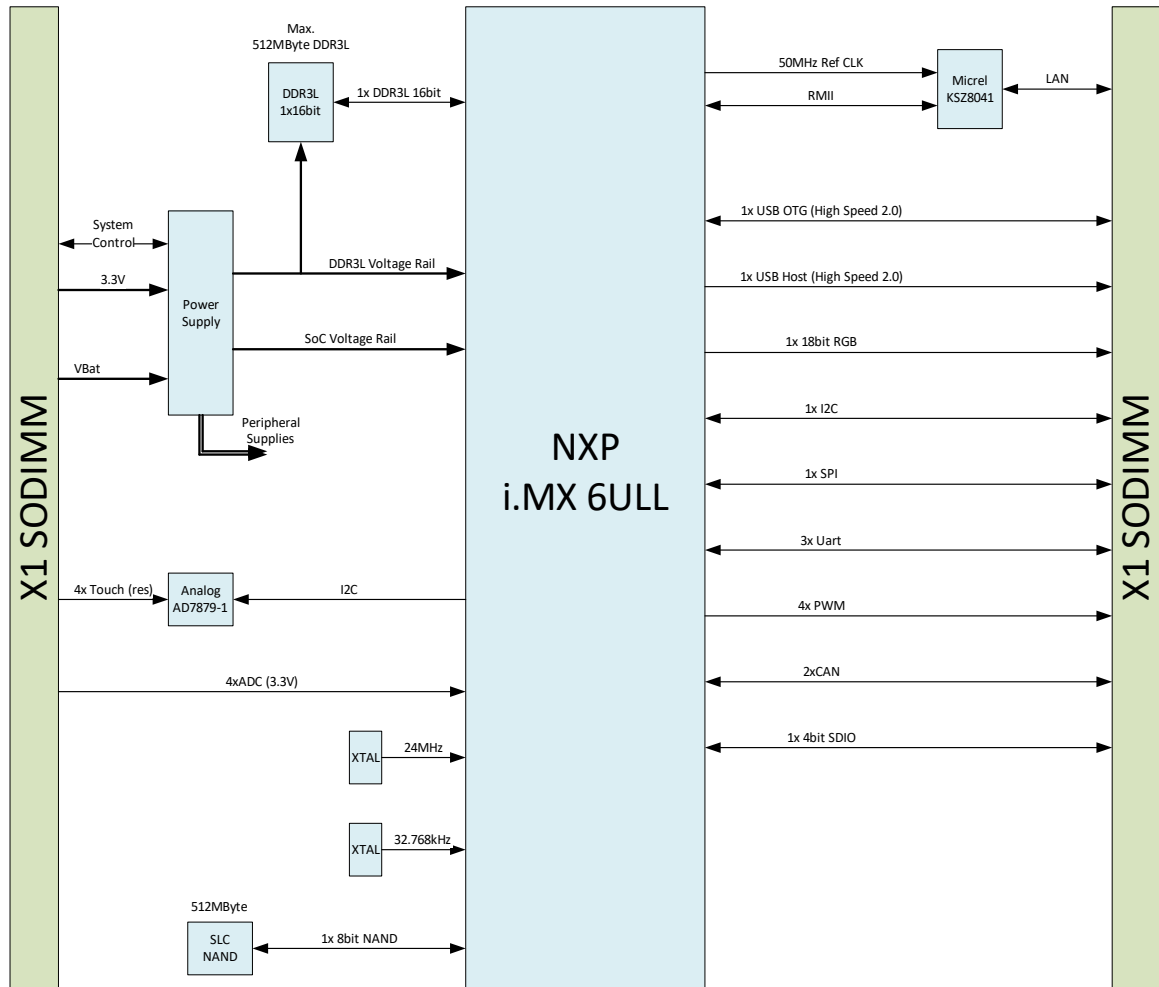 X1 SODIMM
Max.
512MByte DDR3L
DDR3L
1x16bit
1x DDR3L 16bit
System
Control
3.3V
VBat
Power
Supply
DDR3L Voltage Rail
SoC Voltage Rail
Peripheral
Supplies
4x Touch (res)
Analog
AD7879-1
I2C
4xADC (3.3V)
XTAL
24MHz
XTAL
32.768kHz
512MByte
SLC
NAND
1x 8bit NAND
NXP
i.MX 6ULL
50MHz Ref CLK
RMII
Micrel
KSZ8041
LAN
1x USB OTG (High Speed 2.0)
1x USB Host (High Speed 2.0)
1x 18bit RGB
1x I2C
1x SPI
3x Uart
4x PWM
2xCAN
1x 4bit SDIO
X1 SODIMM